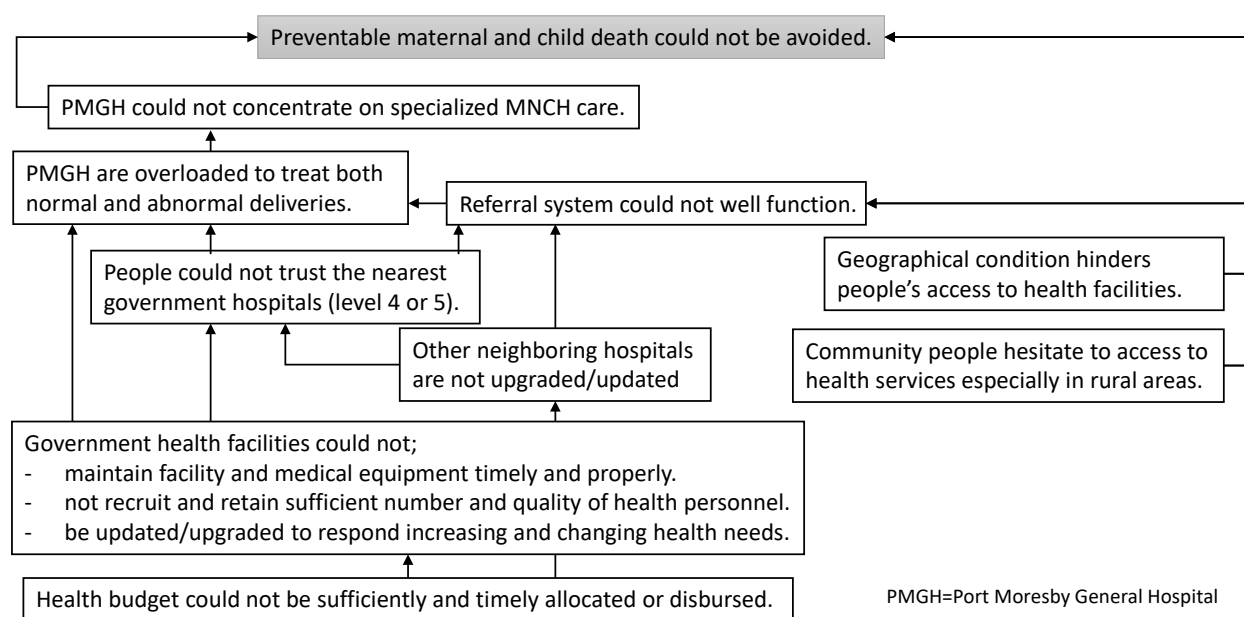 Preventable maternal and child death could not be avoided.
PMGH could not concentrate on specialized MNCH care.
PMGH are overloaded to treat both
normal and abnormal deliveries.
Referral system could not well function.
People could not trust the nearest
government hospitals (level 4 or 5).
Geographical condition hinders
people's access to health facilities.
Other neighboring hospitals
are not upgraded/updated
Community people hesitate to access to
health services especially in rural areas.
Government health facilities could not;
- maintain facility and medical equipment timely and properly.
- not recruit and retain sufficient number and quality of health personnel.
- be updated/upgraded to respond increasing and changing health needs.
Health budget could not be sufficiently and timely allocated or disbursed.
PMGH=Port Moresby General Hospital